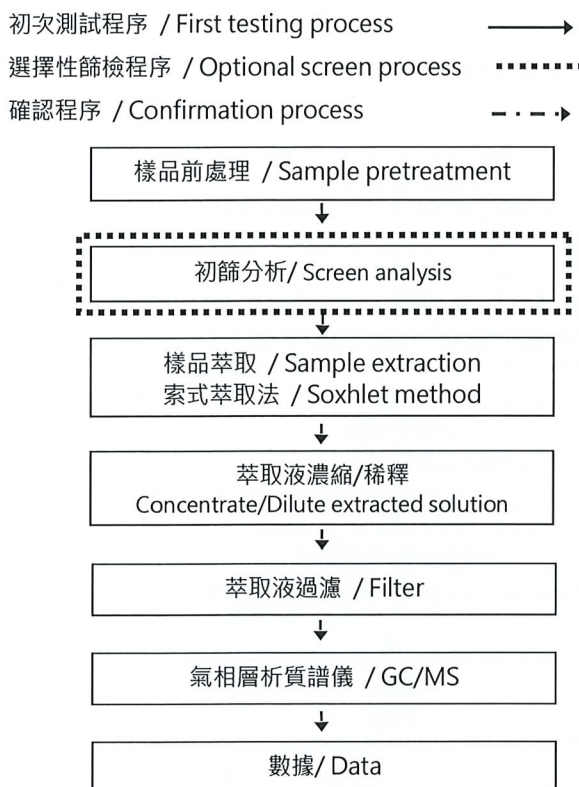 初次測試程序 / First testing process
選擇性篩檢程序 / Optional screen process
確認程序 / Confirmation process
樣品前處理 / Sample pretreatment
初篩分析/ Screen analysis
樣品萃取 / Sample extraction
索式萃取法 / Soxhlet method
萃取液濃縮/稀釋
Concentrate/Dilute extracted solution
萃取液過濾 / Filter
氣相層析質譜儀 / GC/MS
數據/ Data